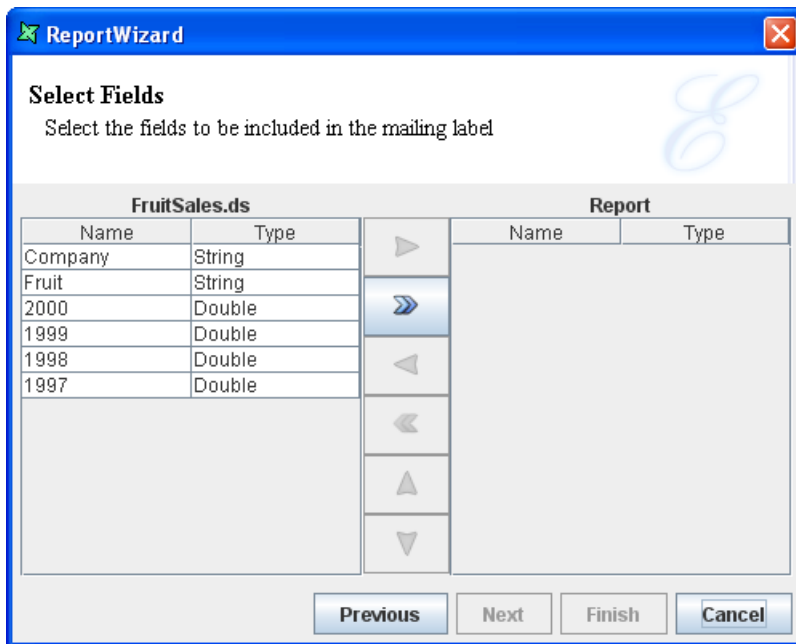 ReportWizard
Select Fields
Select the fields to be included in the mailing label
FruitSales.ds
Name Type
Company String
Fruit String
2000 Double
1999 Double
1998 Double
1997 Double
Report
Name Type
Previous Next Finish Cancel